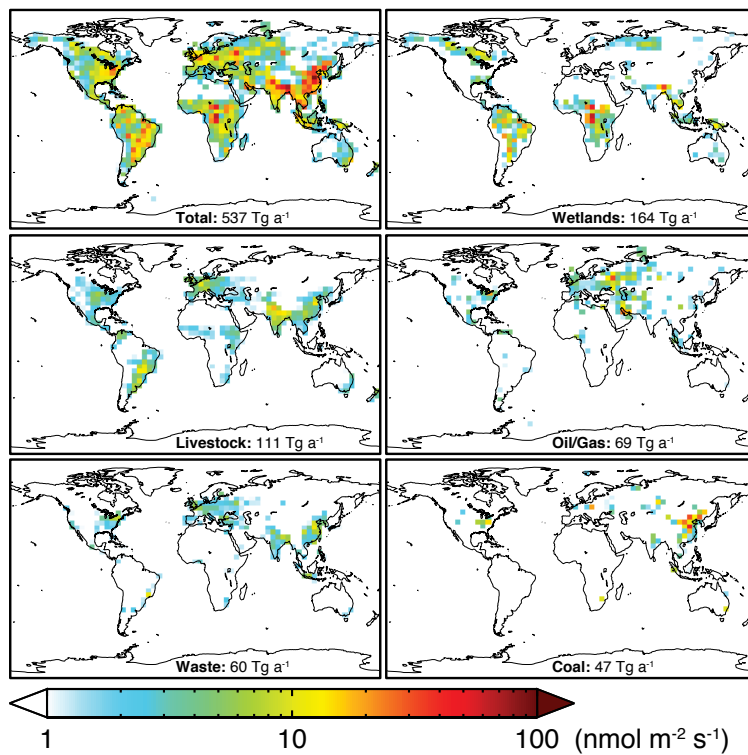 Total: 537 Tg a⁻¹
Wetlands: 164 Tg a⁻¹
Livestock: 111 Tg a⁻¹
Oil/Gas: 69 Tg a⁻¹
Waste: 60 Tg a⁻¹
Coal: 47 Tg a⁻¹
1 10 100 (nmol m⁻² s⁻¹)